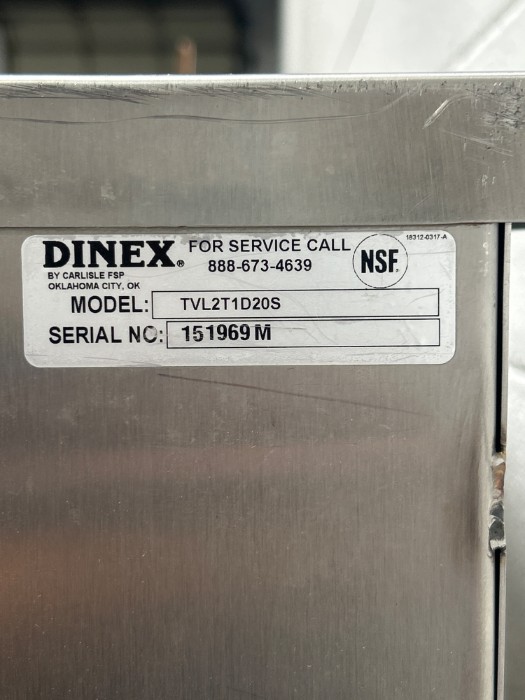 18312-0317-A
DINEX® FOR SERVICE CALL
BY CARLISLE FSP 888-673-4639 NSF®
OKLAHOMA CITY, OK
MODEL: TVL2T1D20S
SERIAL NO: 151969 M